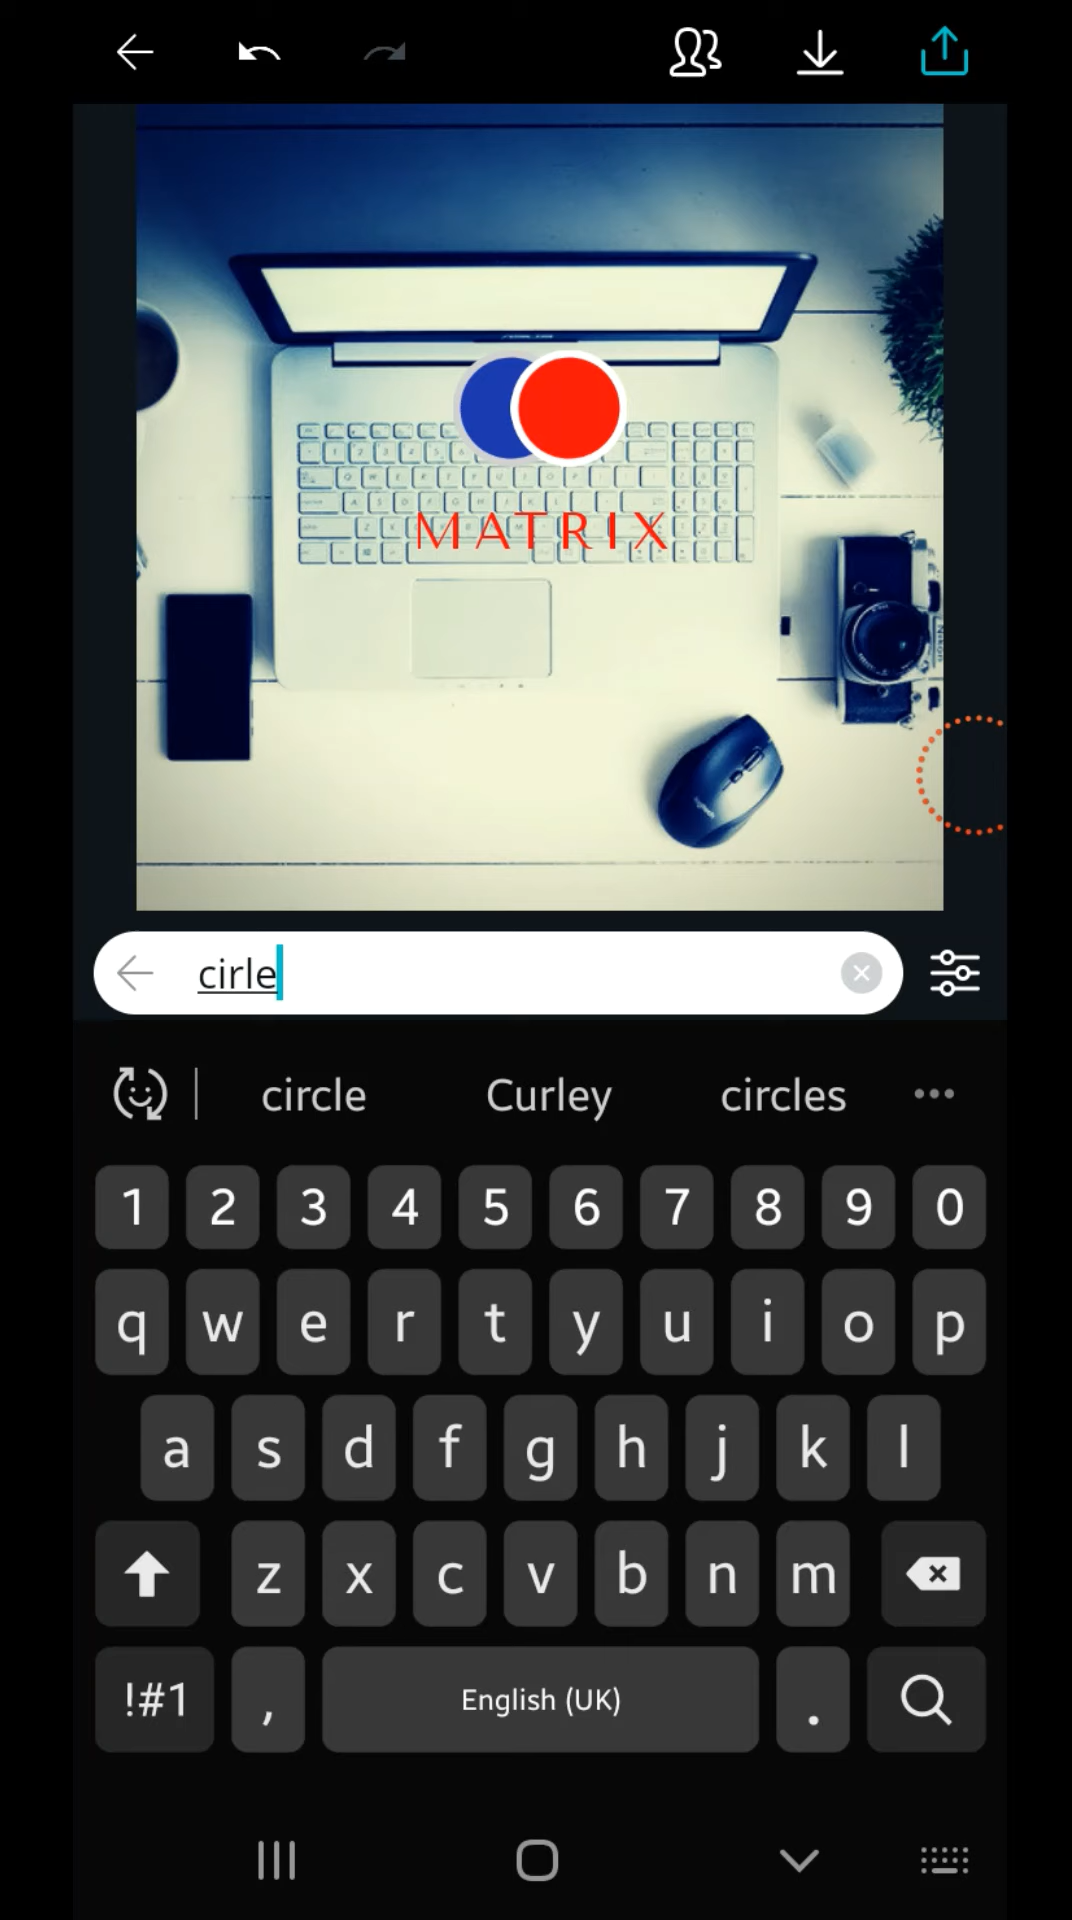 MATRIX
cirle
circle Curley circles
1 2 3 4 5 6 7 8 9 0
q w e r t y u i o p
a s d f g h j k l
z x c v b n m
!#1 , English (UK) .